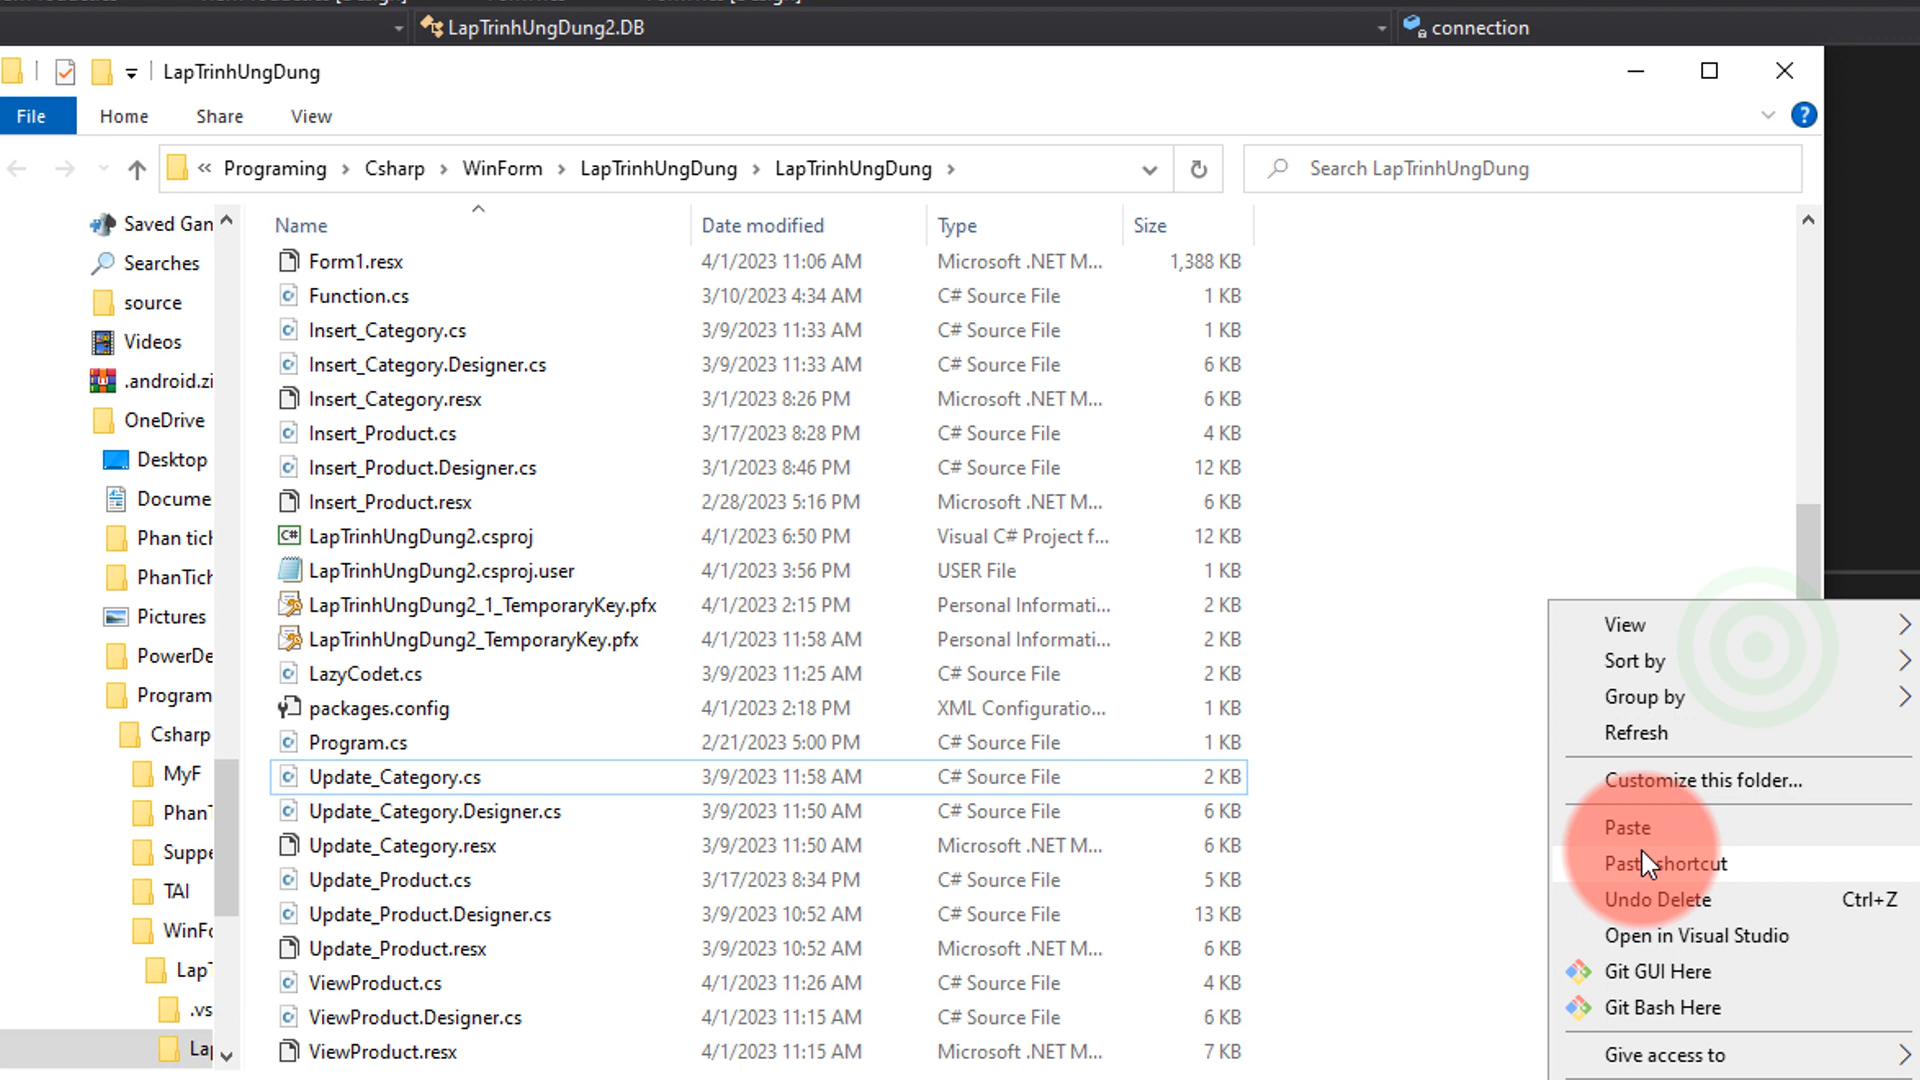 LapTrinhUngDung2.DB
connection
LapTrinhUngDung
File
Home
Share
View
?
«
Programing
Csharp
WinForm
LapTrinhUngDung
LapTrinhUngDung
Search LapTrinhUngDung
Saved Gan
Searches
source
Videos
.android.zi
OneDrive
Desktop
Docume
Phan tich
PhanTich
Pictures
PowerDe
Program
Csharp
MyF
PhanT
Suppe
TAI
WinFo
LapT
.vs
Lap
Name
Date modified
Type
Size
Form1.resx 4/1/2023 11:06 AM Microsoft .NET M... 1,388 KB
Function.cs 3/10/2023 4:34 AM C# Source File 1 KB
Insert_Category.cs 3/9/2023 11:33 AM C# Source File 1 KB
Insert_Category.Designer.cs 3/9/2023 11:33 AM C# Source File 6 KB
Insert_Category.resx 3/1/2023 8:26 PM Microsoft .NET M... 6 KB
Insert_Product.cs 3/17/2023 8:28 PM C# Source File 4 KB
Insert_Product.Designer.cs 3/1/2023 8:46 PM C# Source File 12 KB
Insert_Product.resx 2/28/2023 5:16 PM Microsoft .NET M... 6 KB
LapTrinhUngDung2.csproj 4/1/2023 6:50 PM Visual C# Project f... 12 KB
LapTrinhUngDung2.csproj.user 4/1/2023 3:56 PM USER File 1 KB
LapTrinhUngDung2_1_TemporaryKey.pfx 4/1/2023 2:15 PM Personal Informati... 2 KB
LapTrinhUngDung2_TemporaryKey.pfx 4/1/2023 11:58 AM Personal Informati... 2 KB
LazyCodet.cs 3/9/2023 11:25 AM C# Source File 2 KB
packages.config 4/1/2023 2:18 PM XML Configuratio... 1 KB
Program.cs 2/21/2023 5:00 PM C# Source File 1 KB
Update_Category.cs 3/9/2023 11:58 AM C# Source File 2 KB
Update_Category.Designer.cs 3/9/2023 11:50 AM C# Source File 6 KB
Update_Category.resx 3/9/2023 11:50 AM Microsoft .NET M... 6 KB
Update_Product.cs 3/17/2023 8:34 PM C# Source File 5 KB
Update_Product.Designer.cs 3/9/2023 10:52 AM C# Source File 13 KB
Update_Product.resx 3/9/2023 10:52 AM Microsoft .NET M... 6 KB
ViewProduct.cs 4/1/2023 11:26 AM C# Source File 4 KB
ViewProduct.Designer.cs 4/1/2023 11:15 AM C# Source File 6 KB
ViewProduct.resx 4/1/2023 11:15 AM Microsoft .NET M... 7 KB
View
Sort by
Group by
Refresh
Customize this folder...
Paste
Paste shortcut
Undo Delete Ctrl+Z
Open in Visual Studio
Git GUI Here
Git Bash Here
Give access to